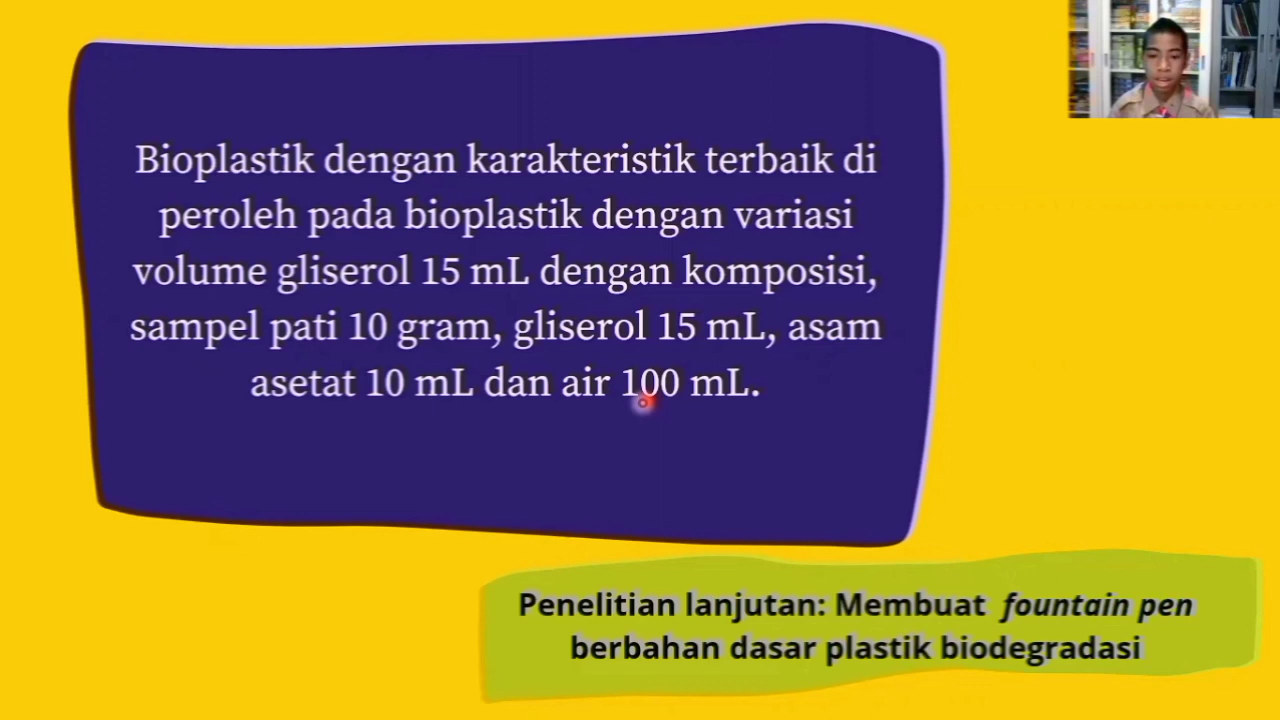 Bioplastik dengan karakteristik terbaik di
peroleh pada bioplastik dengan variasi
volume gliserol 15 mL dengan komposisi,
sampel pati 10 gram, gliserol 15 mL, asam
asetat 10 mL dan air 100 mL.
Penelitian lanjutan: Membuat fountain pen
berbahan dasar plastik biodegradasi